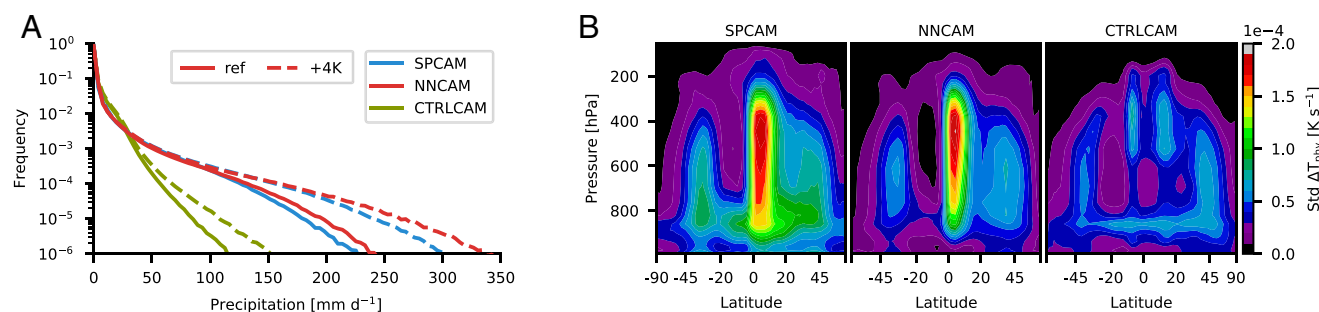 A
10⁰
10⁻¹
10⁻²
10⁻³
10⁻⁴
10⁻⁵
10⁻⁶
Frequency
ref +4K
SPCAM
NNCAM
CTRLCAM
0 50 100 150 200 250 300 350
Precipitation [mm d⁻¹]
B
SPCAM NNCAM CTRLCAM
200
400
600
800
Pressure [hPa]
-90 -45 -20 0 20 45
-45 -20 0 20 45
-45 -20 0 20 45 90
Latitude Latitude Latitude
1e−4
2.0
1.5
1.0
0.5
0.0
Std ΔTphy [K s⁻¹]